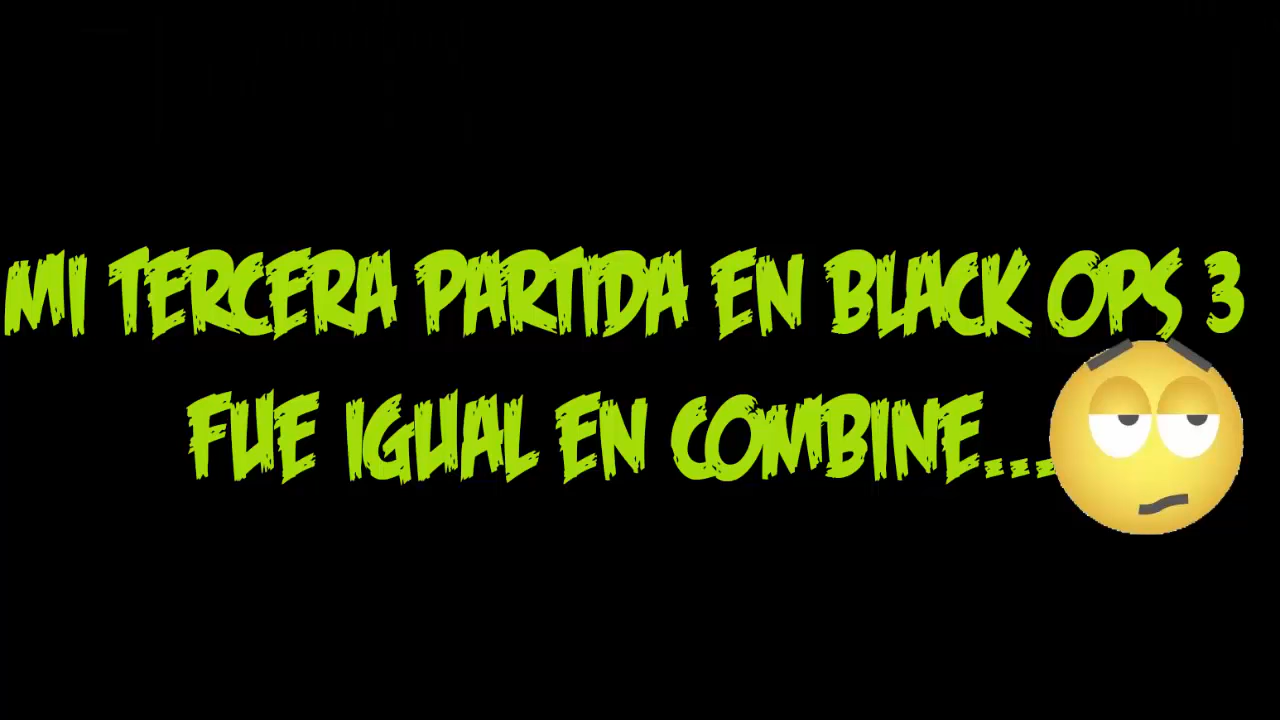 MI TERCERA PARTIDA EN BLACK OPS 3
FUE IGUAL EN COMBINE...